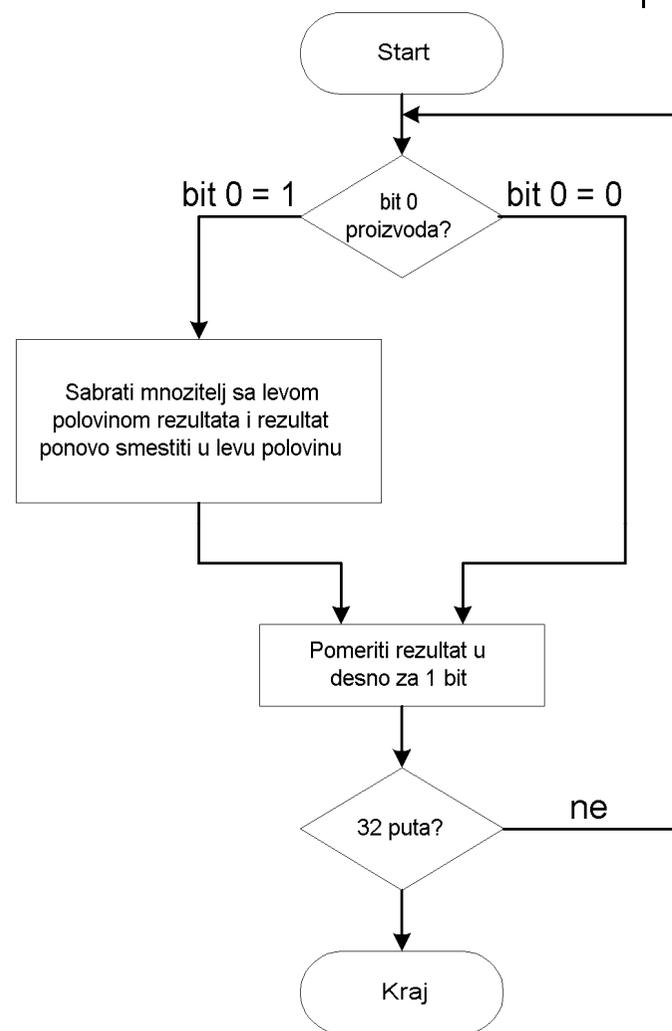 Start
bit 0 = 1
bit 0
proizvoda?
bit 0 = 0
Sabrati mnozitelj sa levom
polovinom rezultata i rezultat
ponovo smestiti u levu polovinu
Pomeriti rezultat u
desno za 1 bit
32 puta?
ne
Kraj